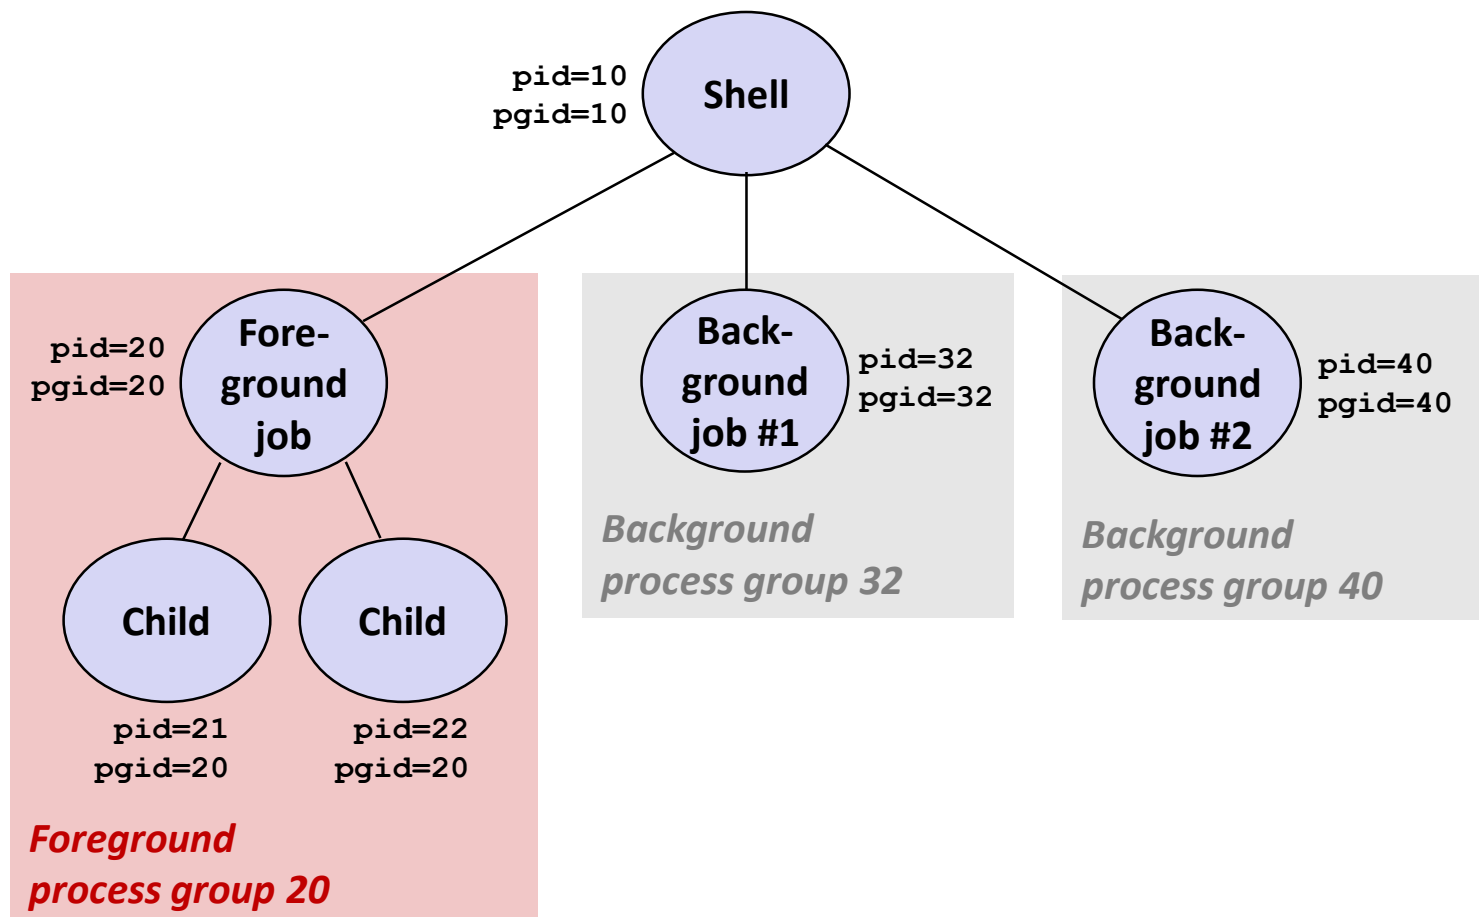 pid=10
pgid=10
Shell
pid=20
pgid=20
Fore-
ground
job
Back-
ground
job #1
pid=32
pgid=32
Back-
ground
job #2
pid=40
pgid=40
Background
process group 32
Background
process group 40
Child
Child
pid=21
pgid=20
pid=22
pgid=20
Foreground
process group 20